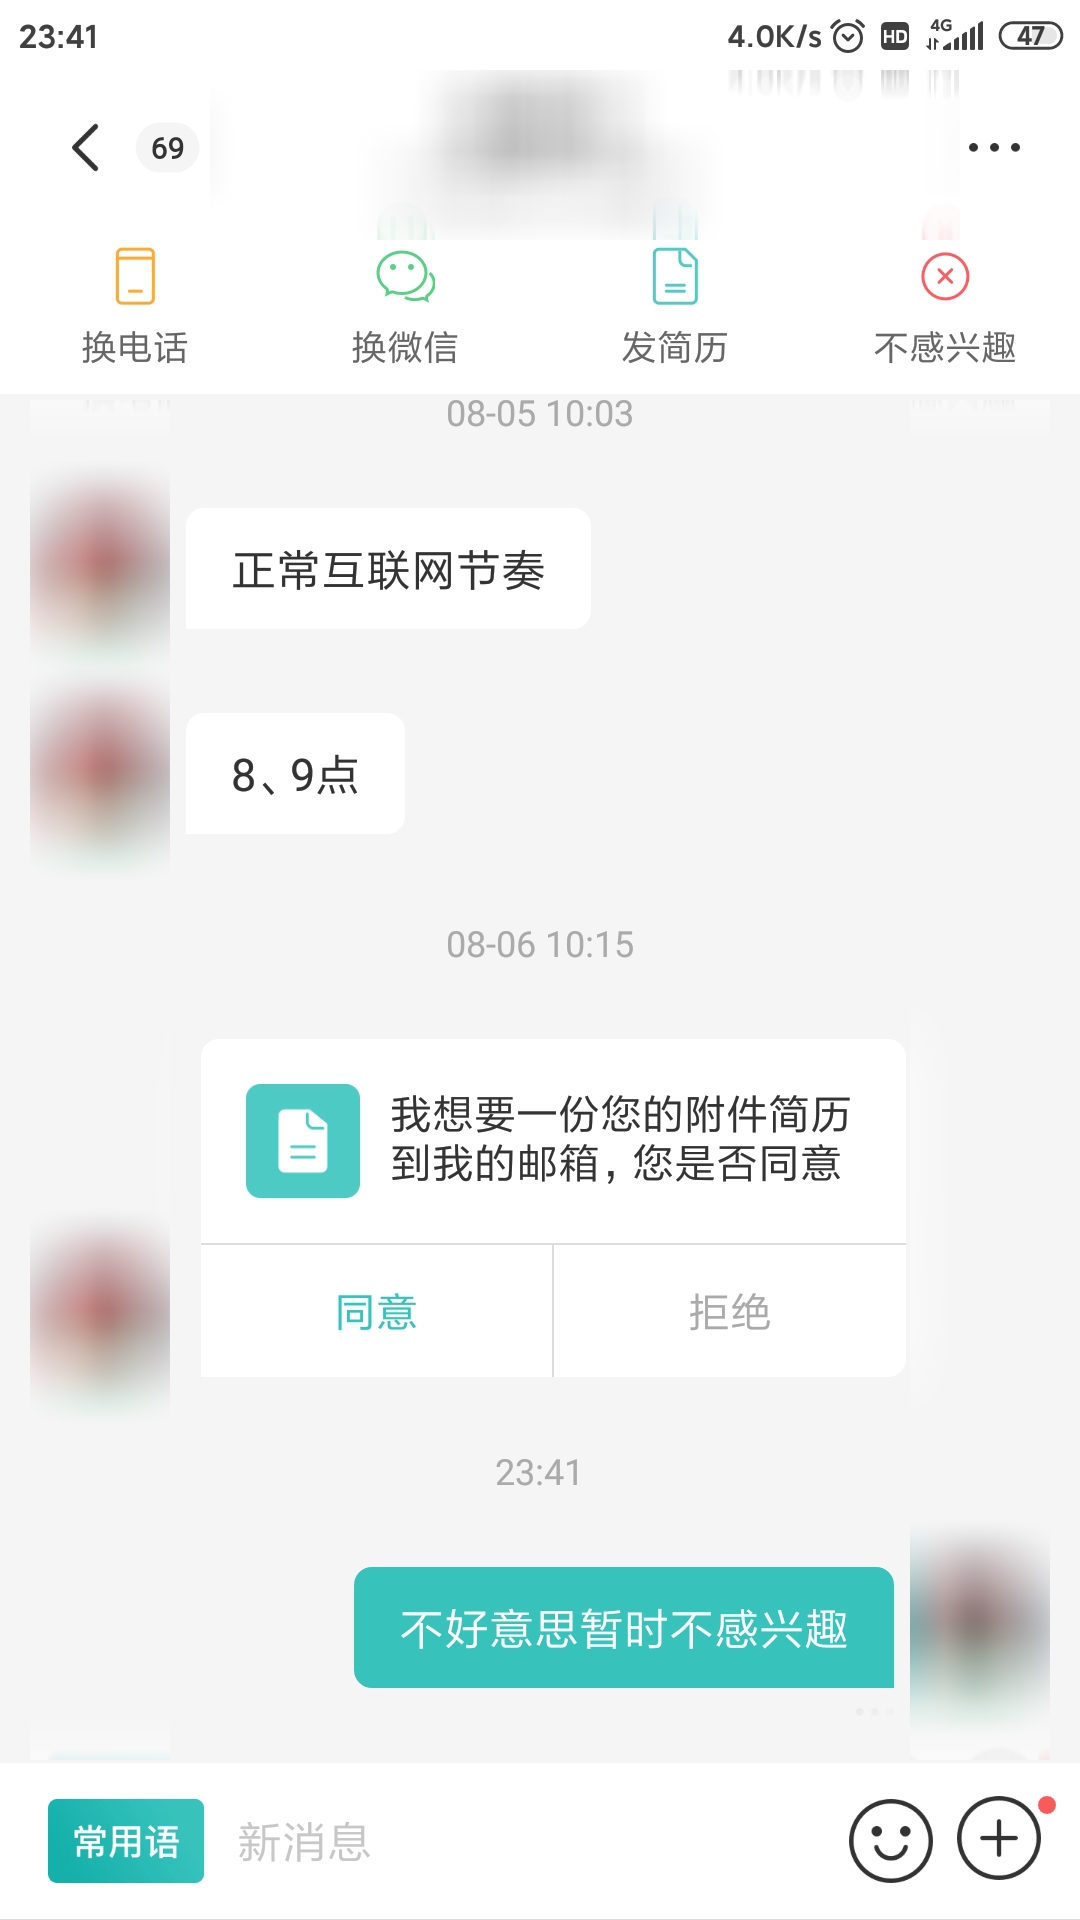 23:41
4.0K/s HD 4G 47
69
换电话 换微信 发简历 不感兴趣
08-05 10:03
正常互联网节奏
8、9点
08-06 10:15
我想要一份您的附件简历
到我的邮箱，您是否同意
同意 拒绝
23:41
不好意思暂时不感兴趣
常用语 新消息